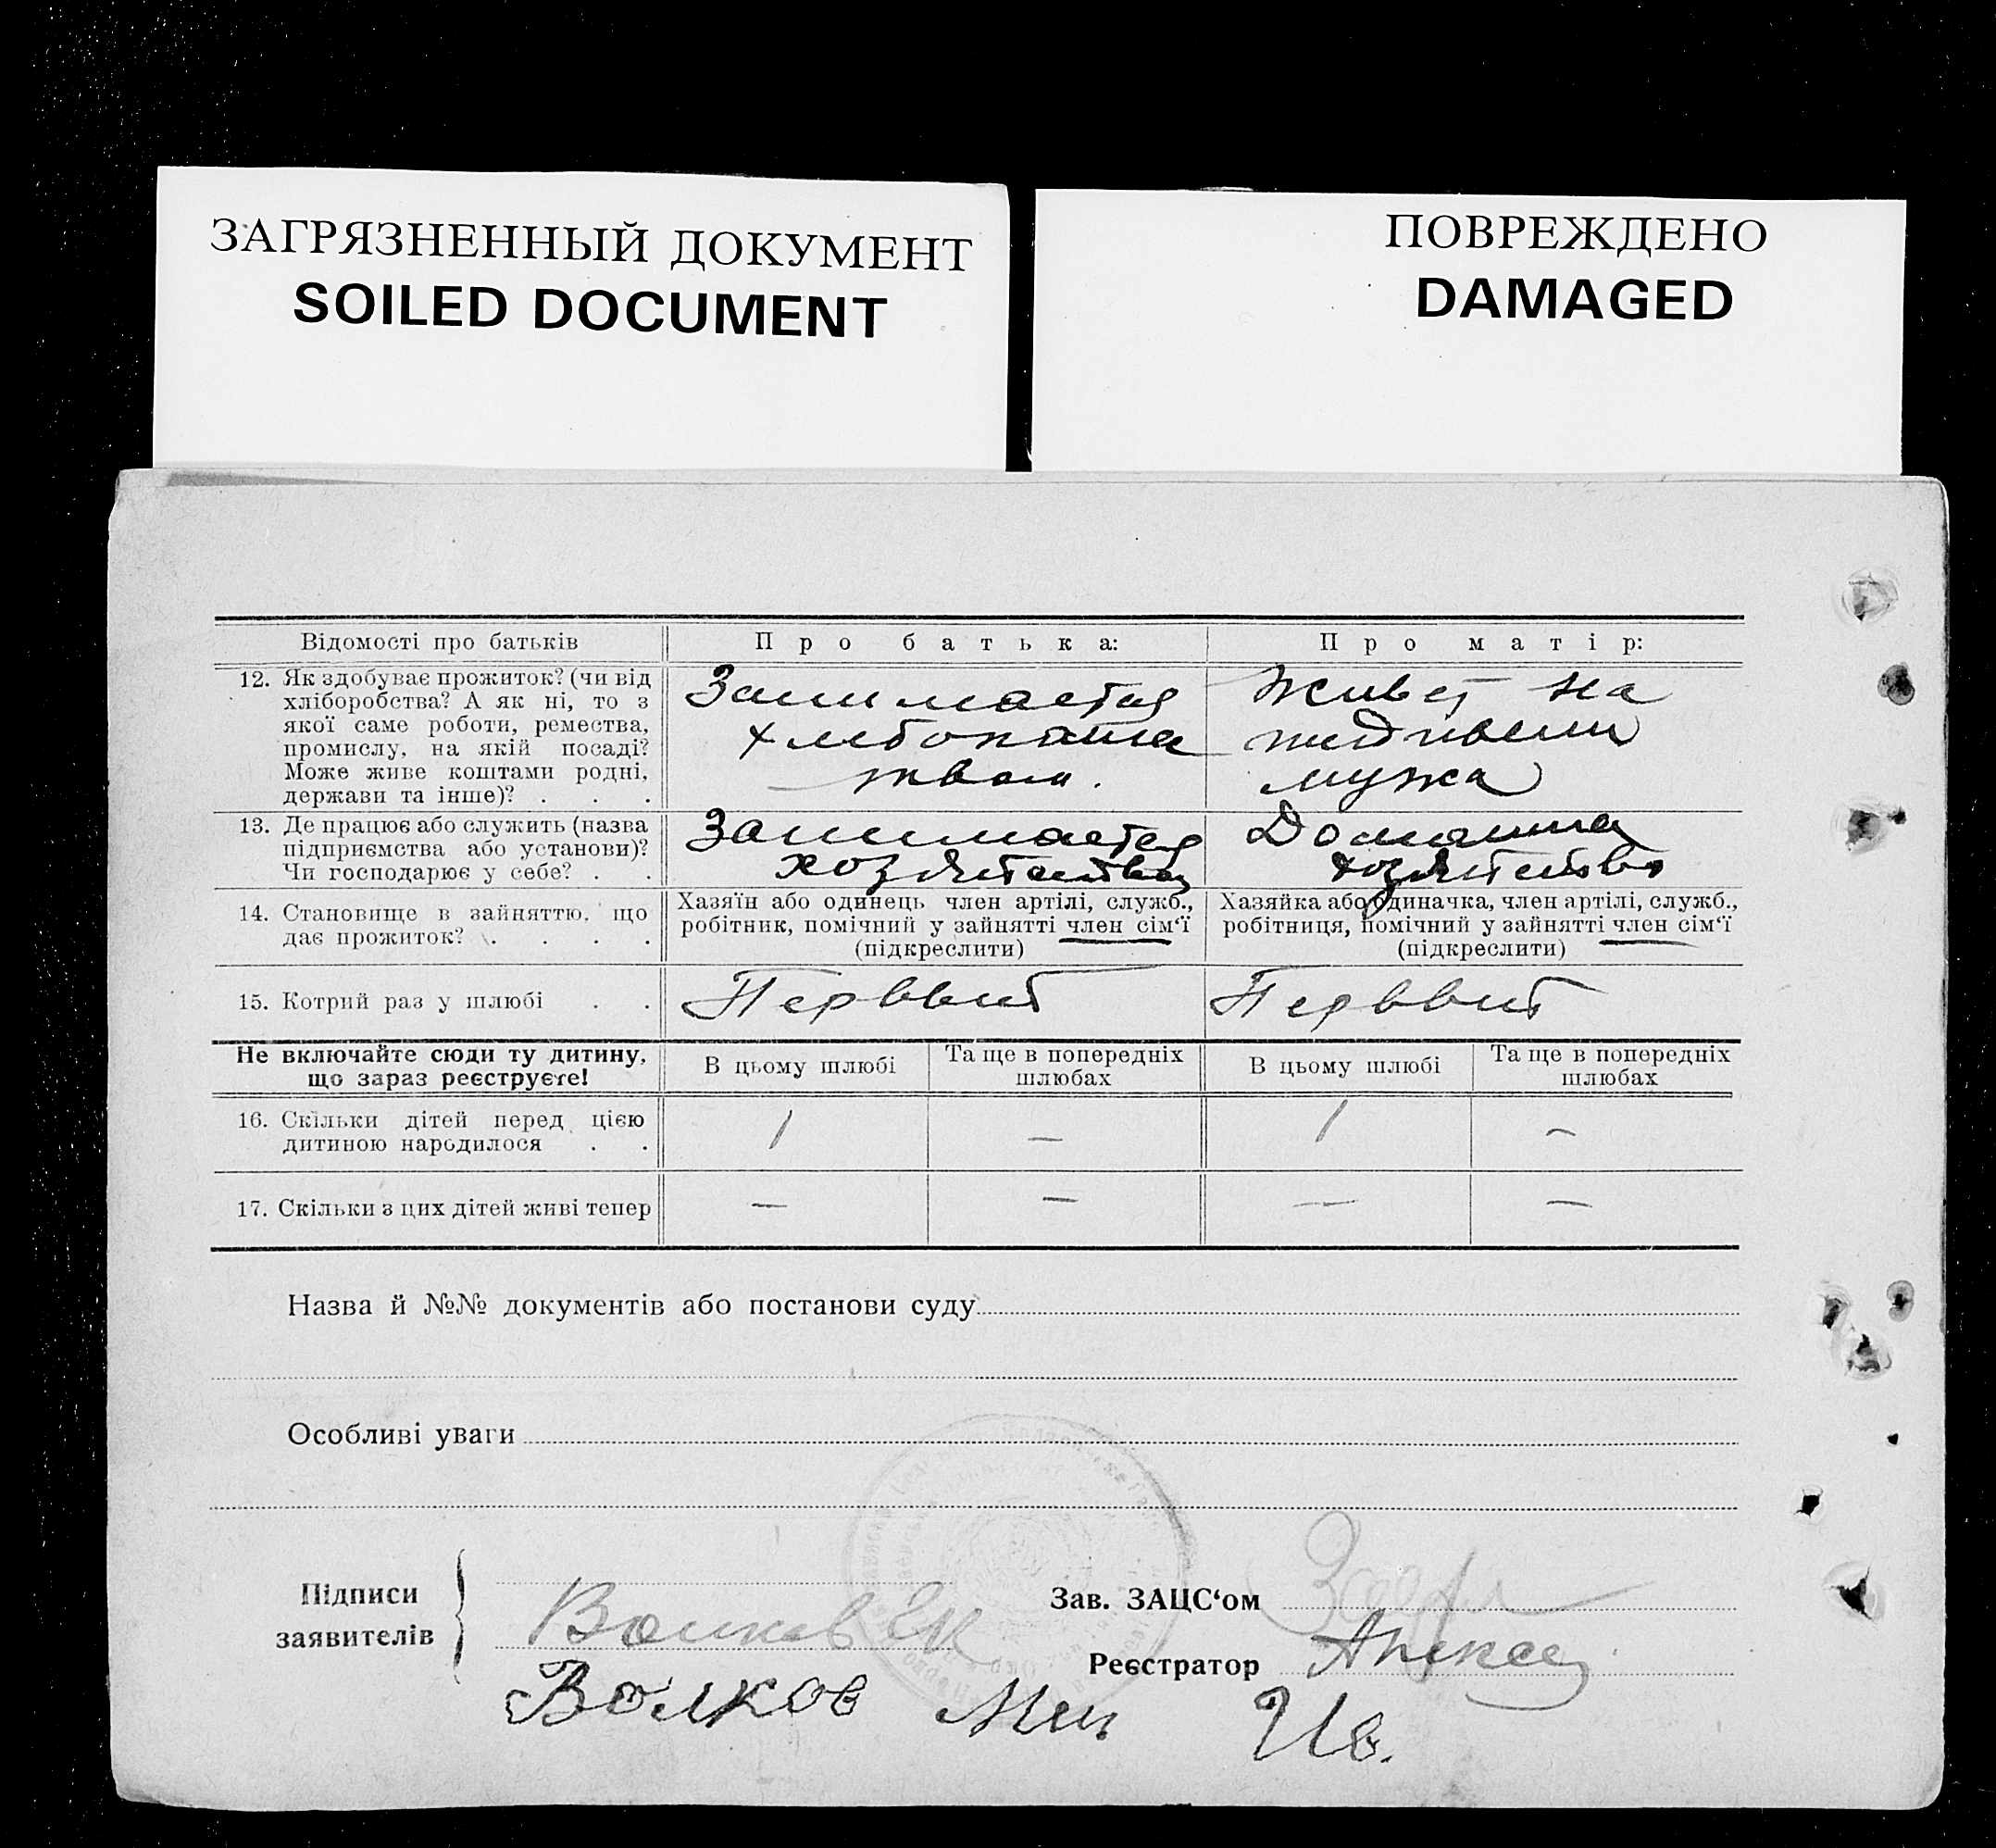 ЗАГРЯЗНЕННЫЙ ДОКУМЕНТ
SOILED DOCUMENT
ПОВРЕЖДЕНО
DAMAGED
Відомості про батьків
Про батька:
Про матір:
12. Як здобуває прожиток? (чи від
хліборобства? А як ні, то з
якої саме роботи, ремества,
промислу, на якій посаді?
Може живе коштами родні,
держави та інше)? . . .
Занимается
хлебопаше
ством.
Живет на
иждивении
мужа
13. Де працює або служить (назва
підприємства або установи)?
Чи господарює у себе? . .
Занимается
хозяйством
Домашнее
хозяйство
14. Становище в зайняттю, що
дає прожиток? . . . .
Хазяїн або одинець член артілі, служб.,
робітник, помічний у зайнятті член сім‘ї
(підкреслити)
Хазяйка або одиначка, член артілі, служб.,
робітниця, помічний у зайнятті член сім‘ї
(підкреслити)
15. Котрий раз у шлюбі . .
Первый
Первый
Не включайте сюди ту дитину,
що зараз реєструєте!
В цьому шлюбі
Та ще в попередніх
шлюбах
В цьому шлюбі
Та ще в попередніх
шлюбах
16. Скільки дітей перед цією
дитиною народилося . .
1 — 1 —
17. Скільки з цих дітей живі тепер
— — — —
Назва й №№ документів або постанови суду
Особливі уваги
Підписи
заявителів
Зав. ЗАЦС‘ом
Реєстратор
Волков Ив.